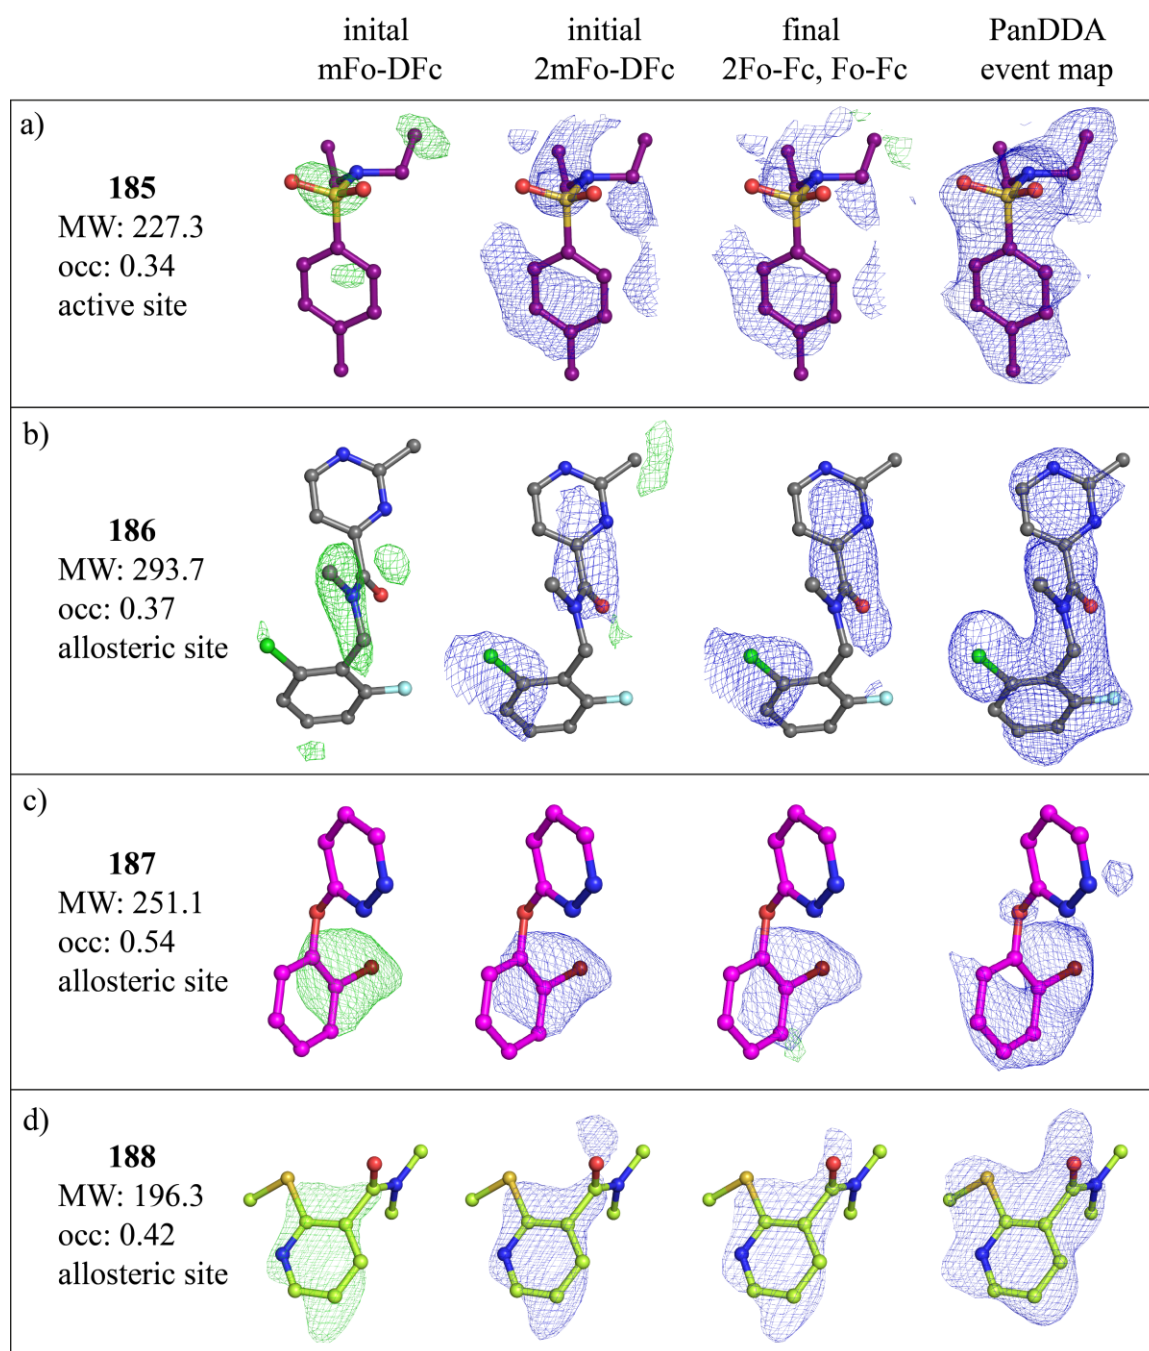 inital
mFo-DFc
initial
2mFo-DFc
final
2Fo-Fc, Fo-Fc
PanDDA
event map
a)
185
MW: 227.3
occ: 0.34
active site
b)
186
MW: 293.7
occ: 0.37
allosteric site
c)
187
MW: 251.1
occ: 0.54
allosteric site
d)
188
MW: 196.3
occ: 0.42
allosteric site